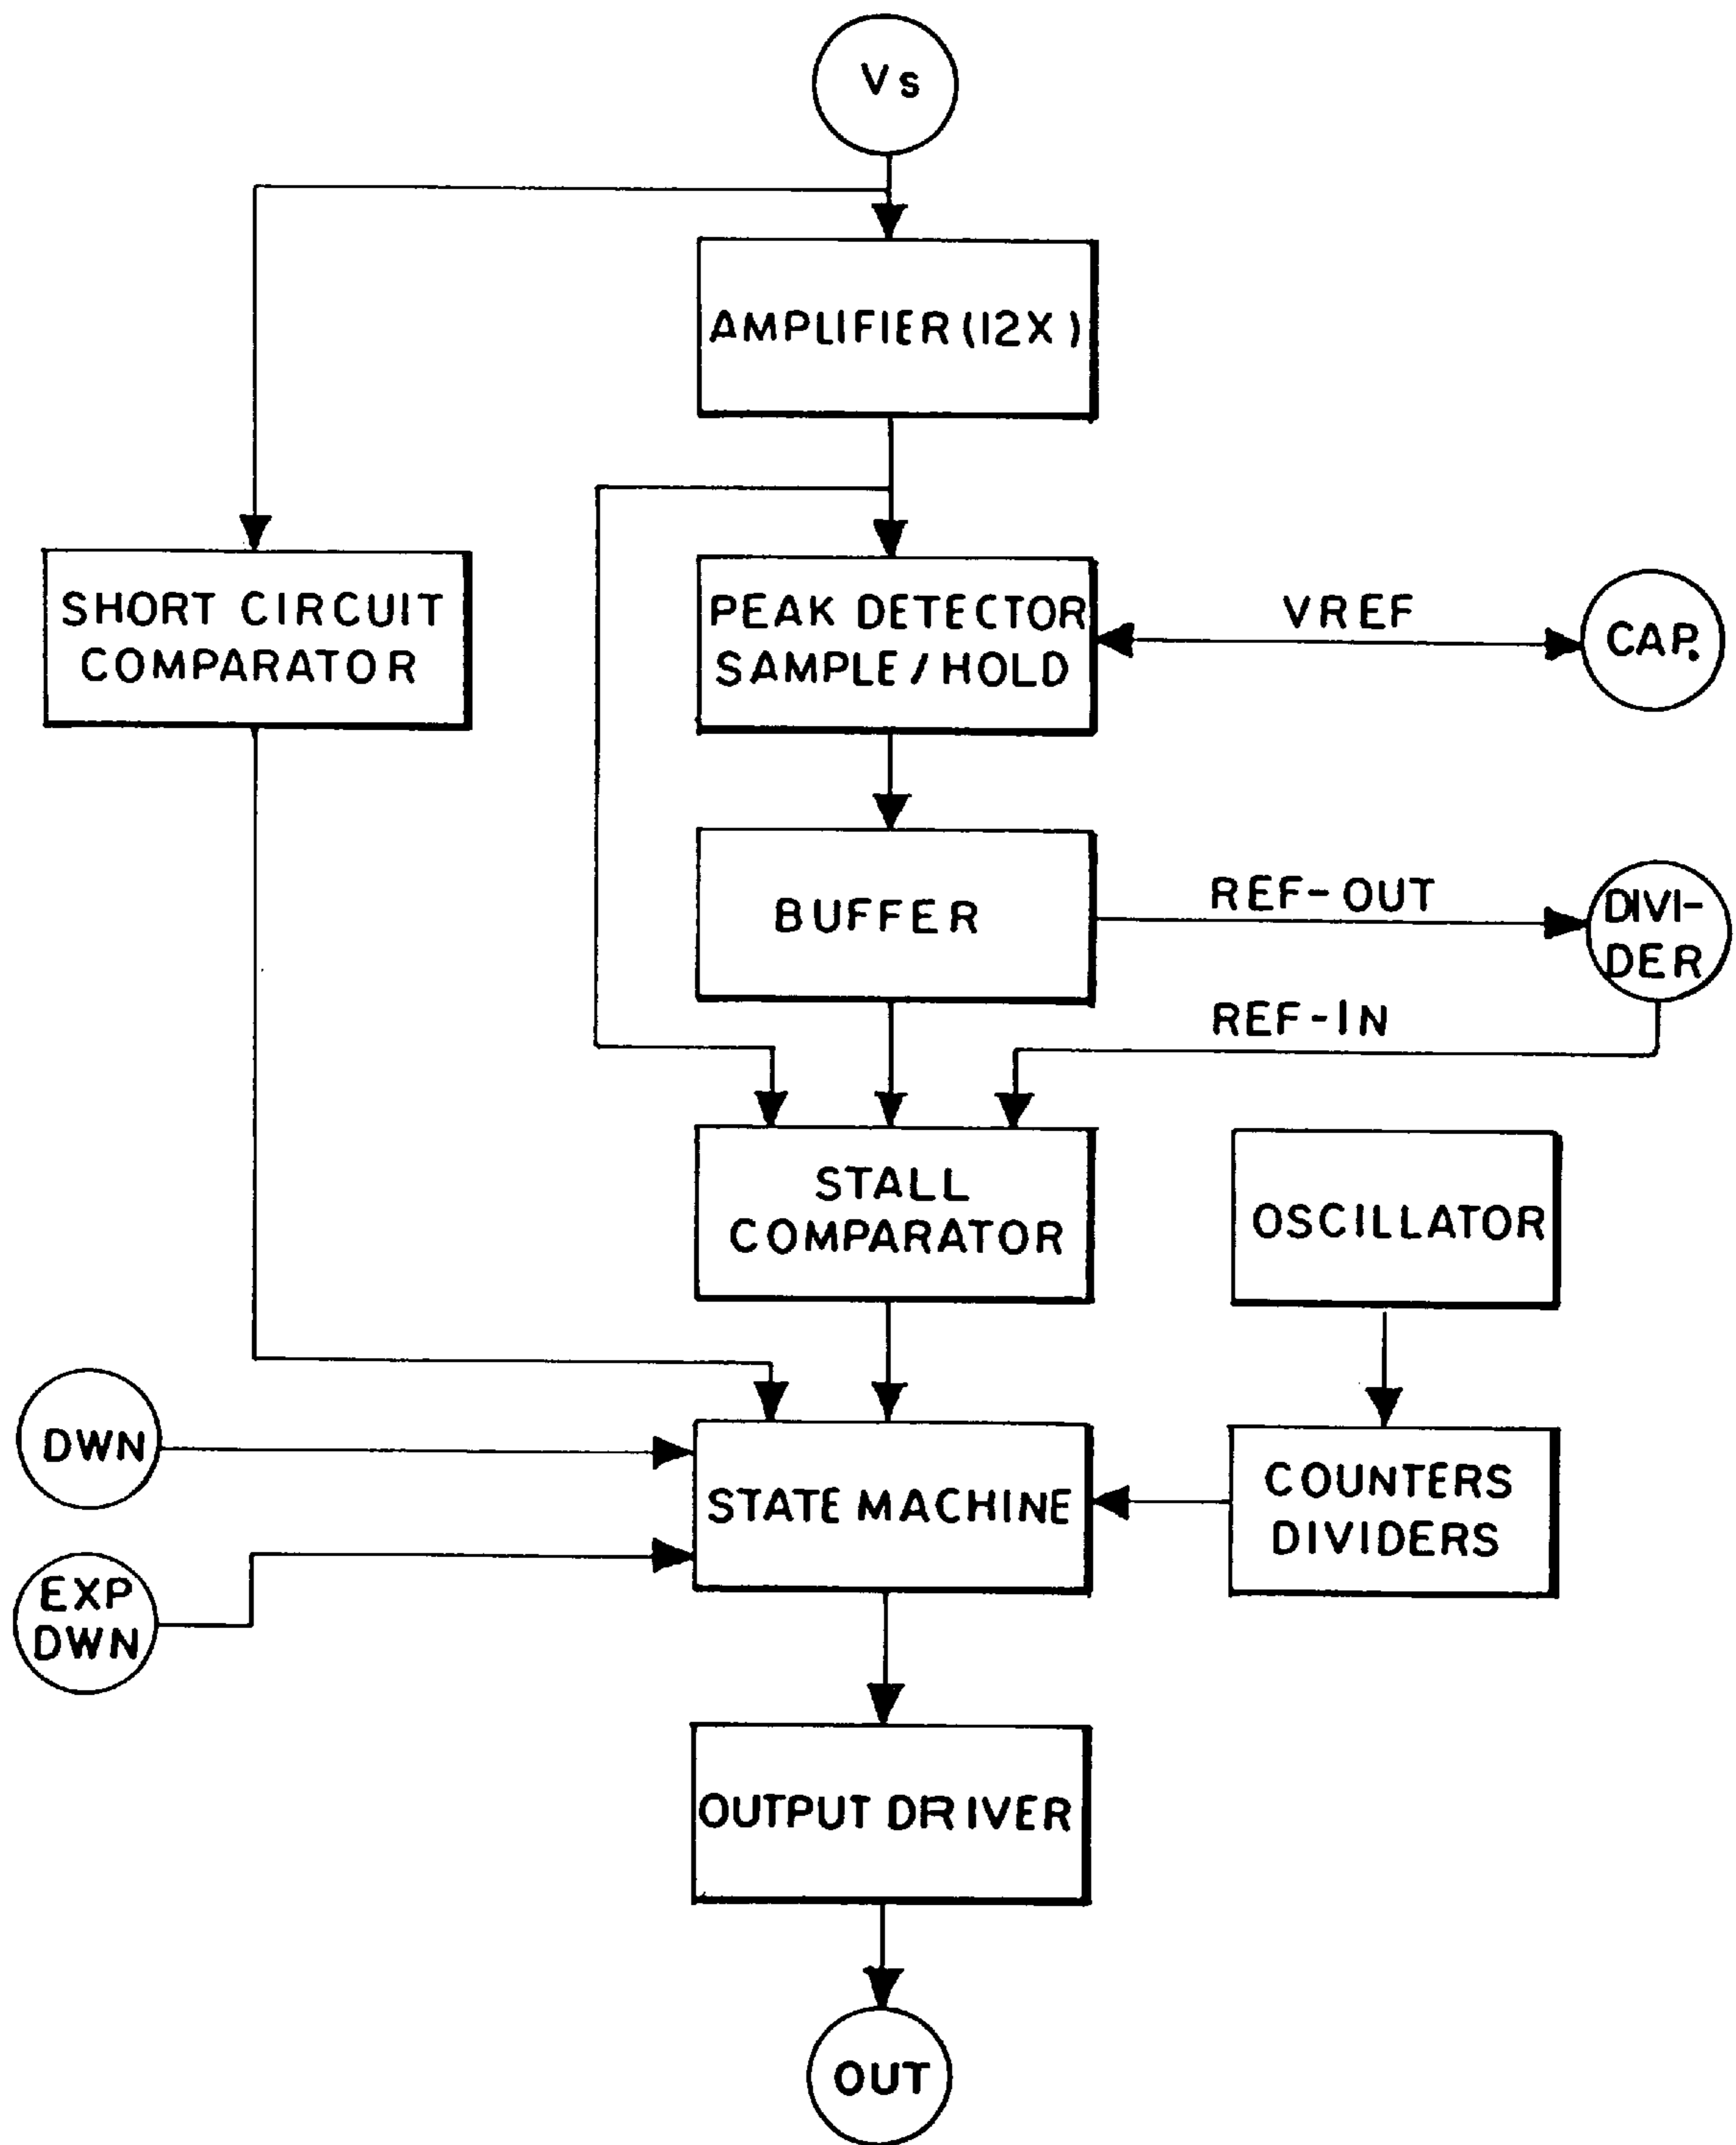 Vs
AMPLIFIER (12X)
SHORT CIRCUIT
COMPARATOR
PEAK DETECTOR
SAMPLE / HOLD
VREF
CAP.
BUFFER
REF-OUT
DIVI-
DER
REF-IN
STALL
COMPARATOR
OSCILLATOR
DWN
STATE MACHINE
COUNTERS
DIVIDERS
EXP
DWN
OUTPUT DRIVER
OUT